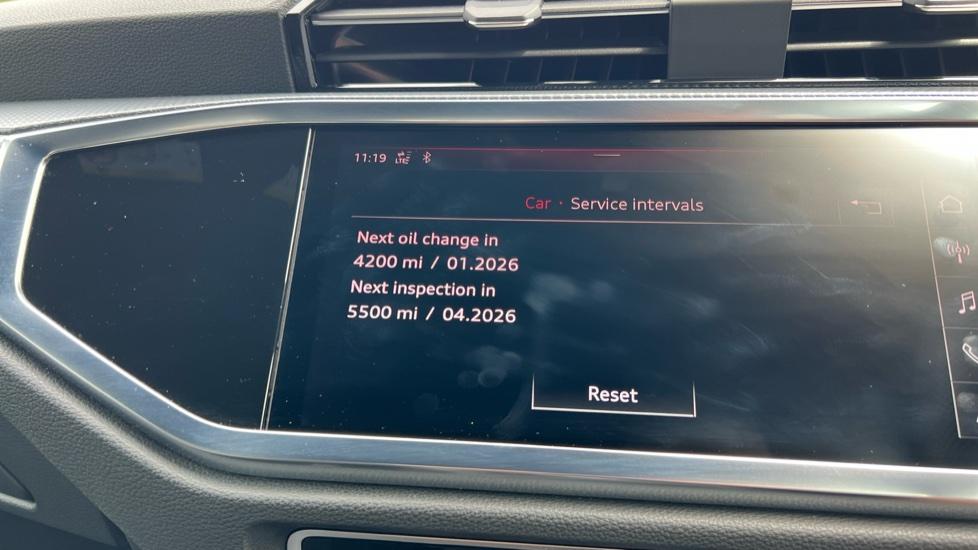 11:19 LTE
Car · Service intervals
Next oil change in
4200 mi / 01.2026
Next inspection in
5500 mi / 04.2026
Reset